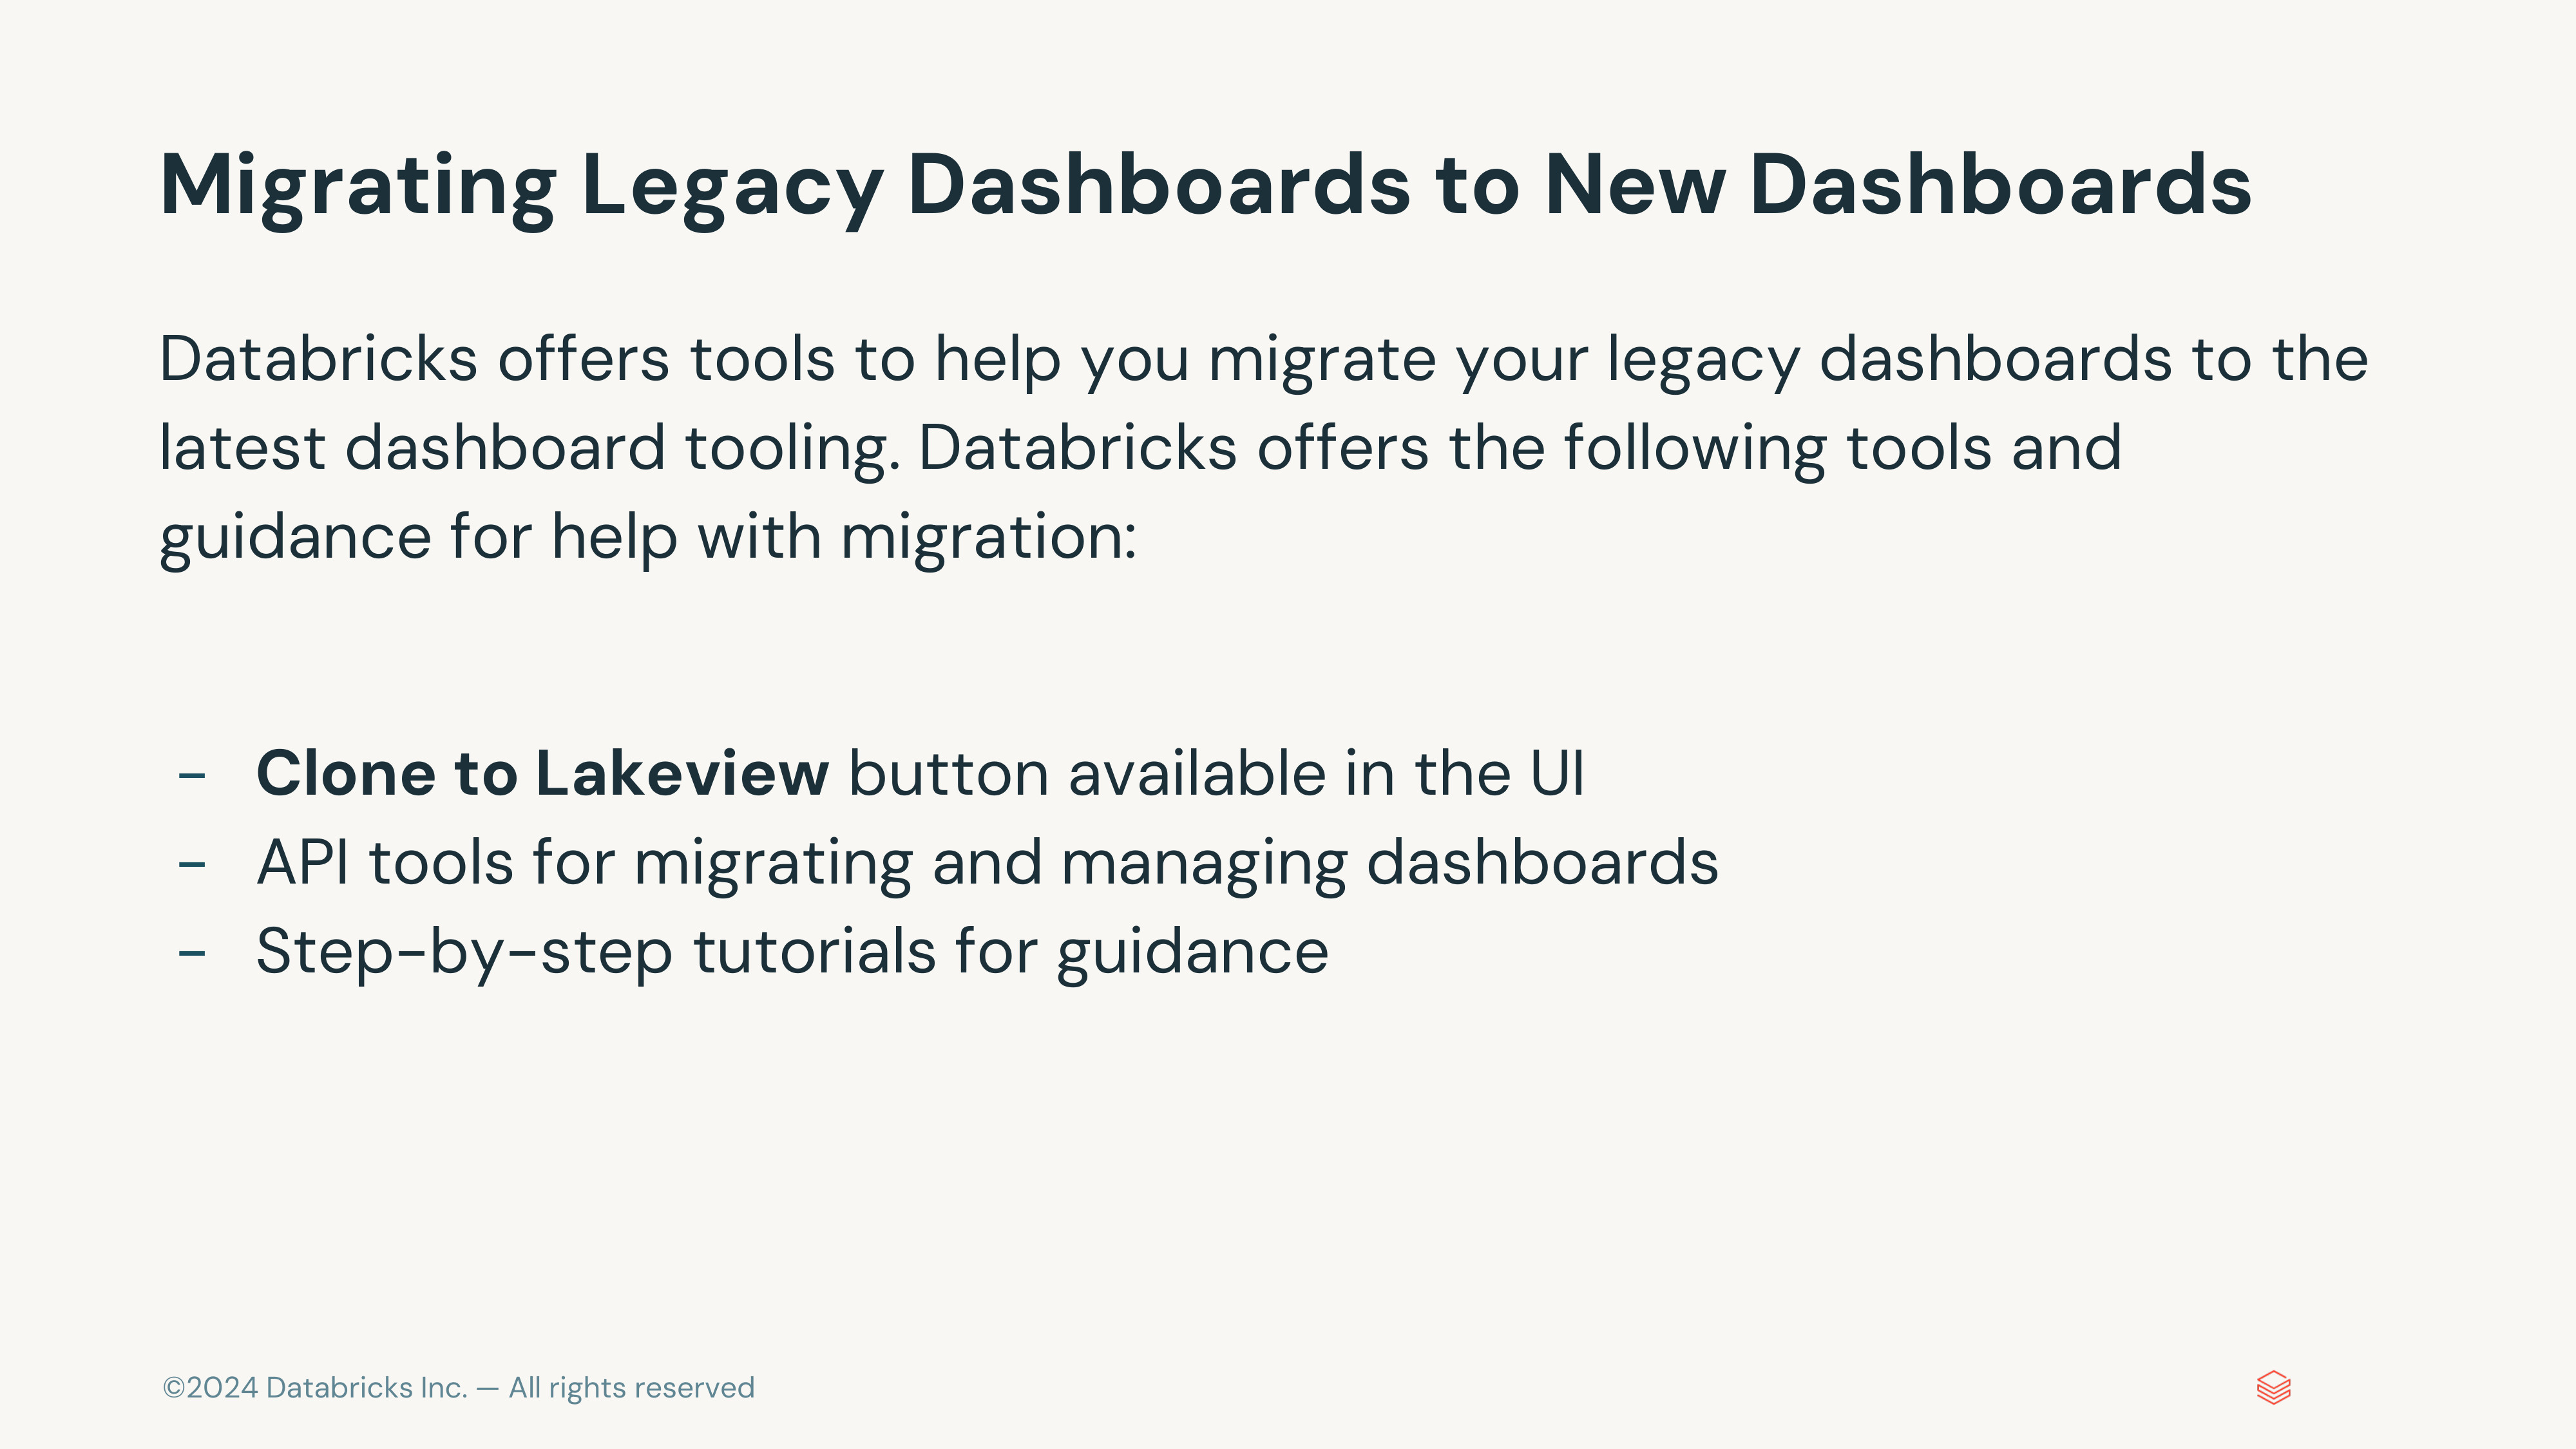 Migrating Legacy Dashboards to New Dashboards
Databricks offers tools to help you migrate your legacy dashboards to the
latest dashboard tooling. Databricks offers the following tools and
guidance for help with migration:
- Clone to Lakeview button available in the UI
- API tools for migrating and managing dashboards
- Step-by-step tutorials for guidance
©2024 Databricks Inc. — All rights reserved